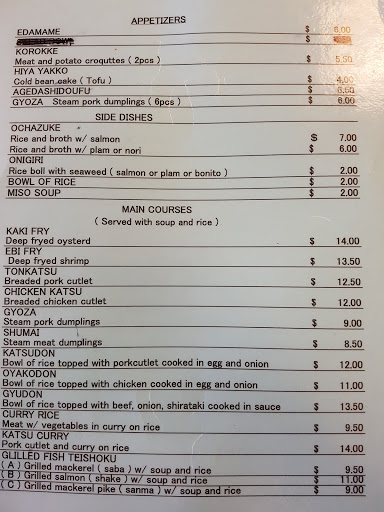 APPETIZERS
EDAMAME $ 6.00
KOROKKE
Meat and potato croquttes ( 2pcs ) $ 5.50
HIYA YAKKO
Cold bean cake ( Tofu ) $ 4.00
AGEDASHIDOUFU $
GYOZA Steam pork dumplings ( 6pcs ) $ 6.00
SIDE DISHES
OCHAZUKE
Rice and broth w/ salmon $ 7.00
Rice and broth w/ plam or nori $ 6.00
ONIGIRI
Rice boll with seaweed ( salmon or plam or bonito ) $ 2.00
BOWL OF RICE $ 2.00
MISO SOUP $ 2.00
MAIN COURSES
( Served with soup and rice )
KAKI FRY
Deep fryed oysterd $ 14.00
EBI FRY
Deep fryed shrimp $ 13.50
TONKATSU
Breaded pork cutlet $ 12.50
CHICKEN KATSU
Breaded chicken cutlet $ 12.00
GYOZA
Steam pork dumplings $ 9.00
SHUMAI
Steam meat dumplings $ 8.50
KATSUDON
Bowl of rice topped with porkcutlet cooked in egg and onion $ 12.00
OYAKODON
Bowl of rice topped with chicken cooked in egg and onion $ 11.00
GYUDON
Bowl of rice topped with beef, onion, shirataki cooked in sauce $ 13.50
CURRY RICE
Meat w/ vegetables in curry on rice $ 9.50
KATSU CURRY
Pork cutlet and curry on rice $ 14.00
GLILLED FISH TEISHOKU
( A ) Grilled mackerel ( saba ) w/ soup and rice $ 9.50
( B ) Grilled salmon ( shake ) w/ soup and rice $ 11.00
( C ) Grilled mackerel pike ( sanma ) w/ soup and rice $ 9.00